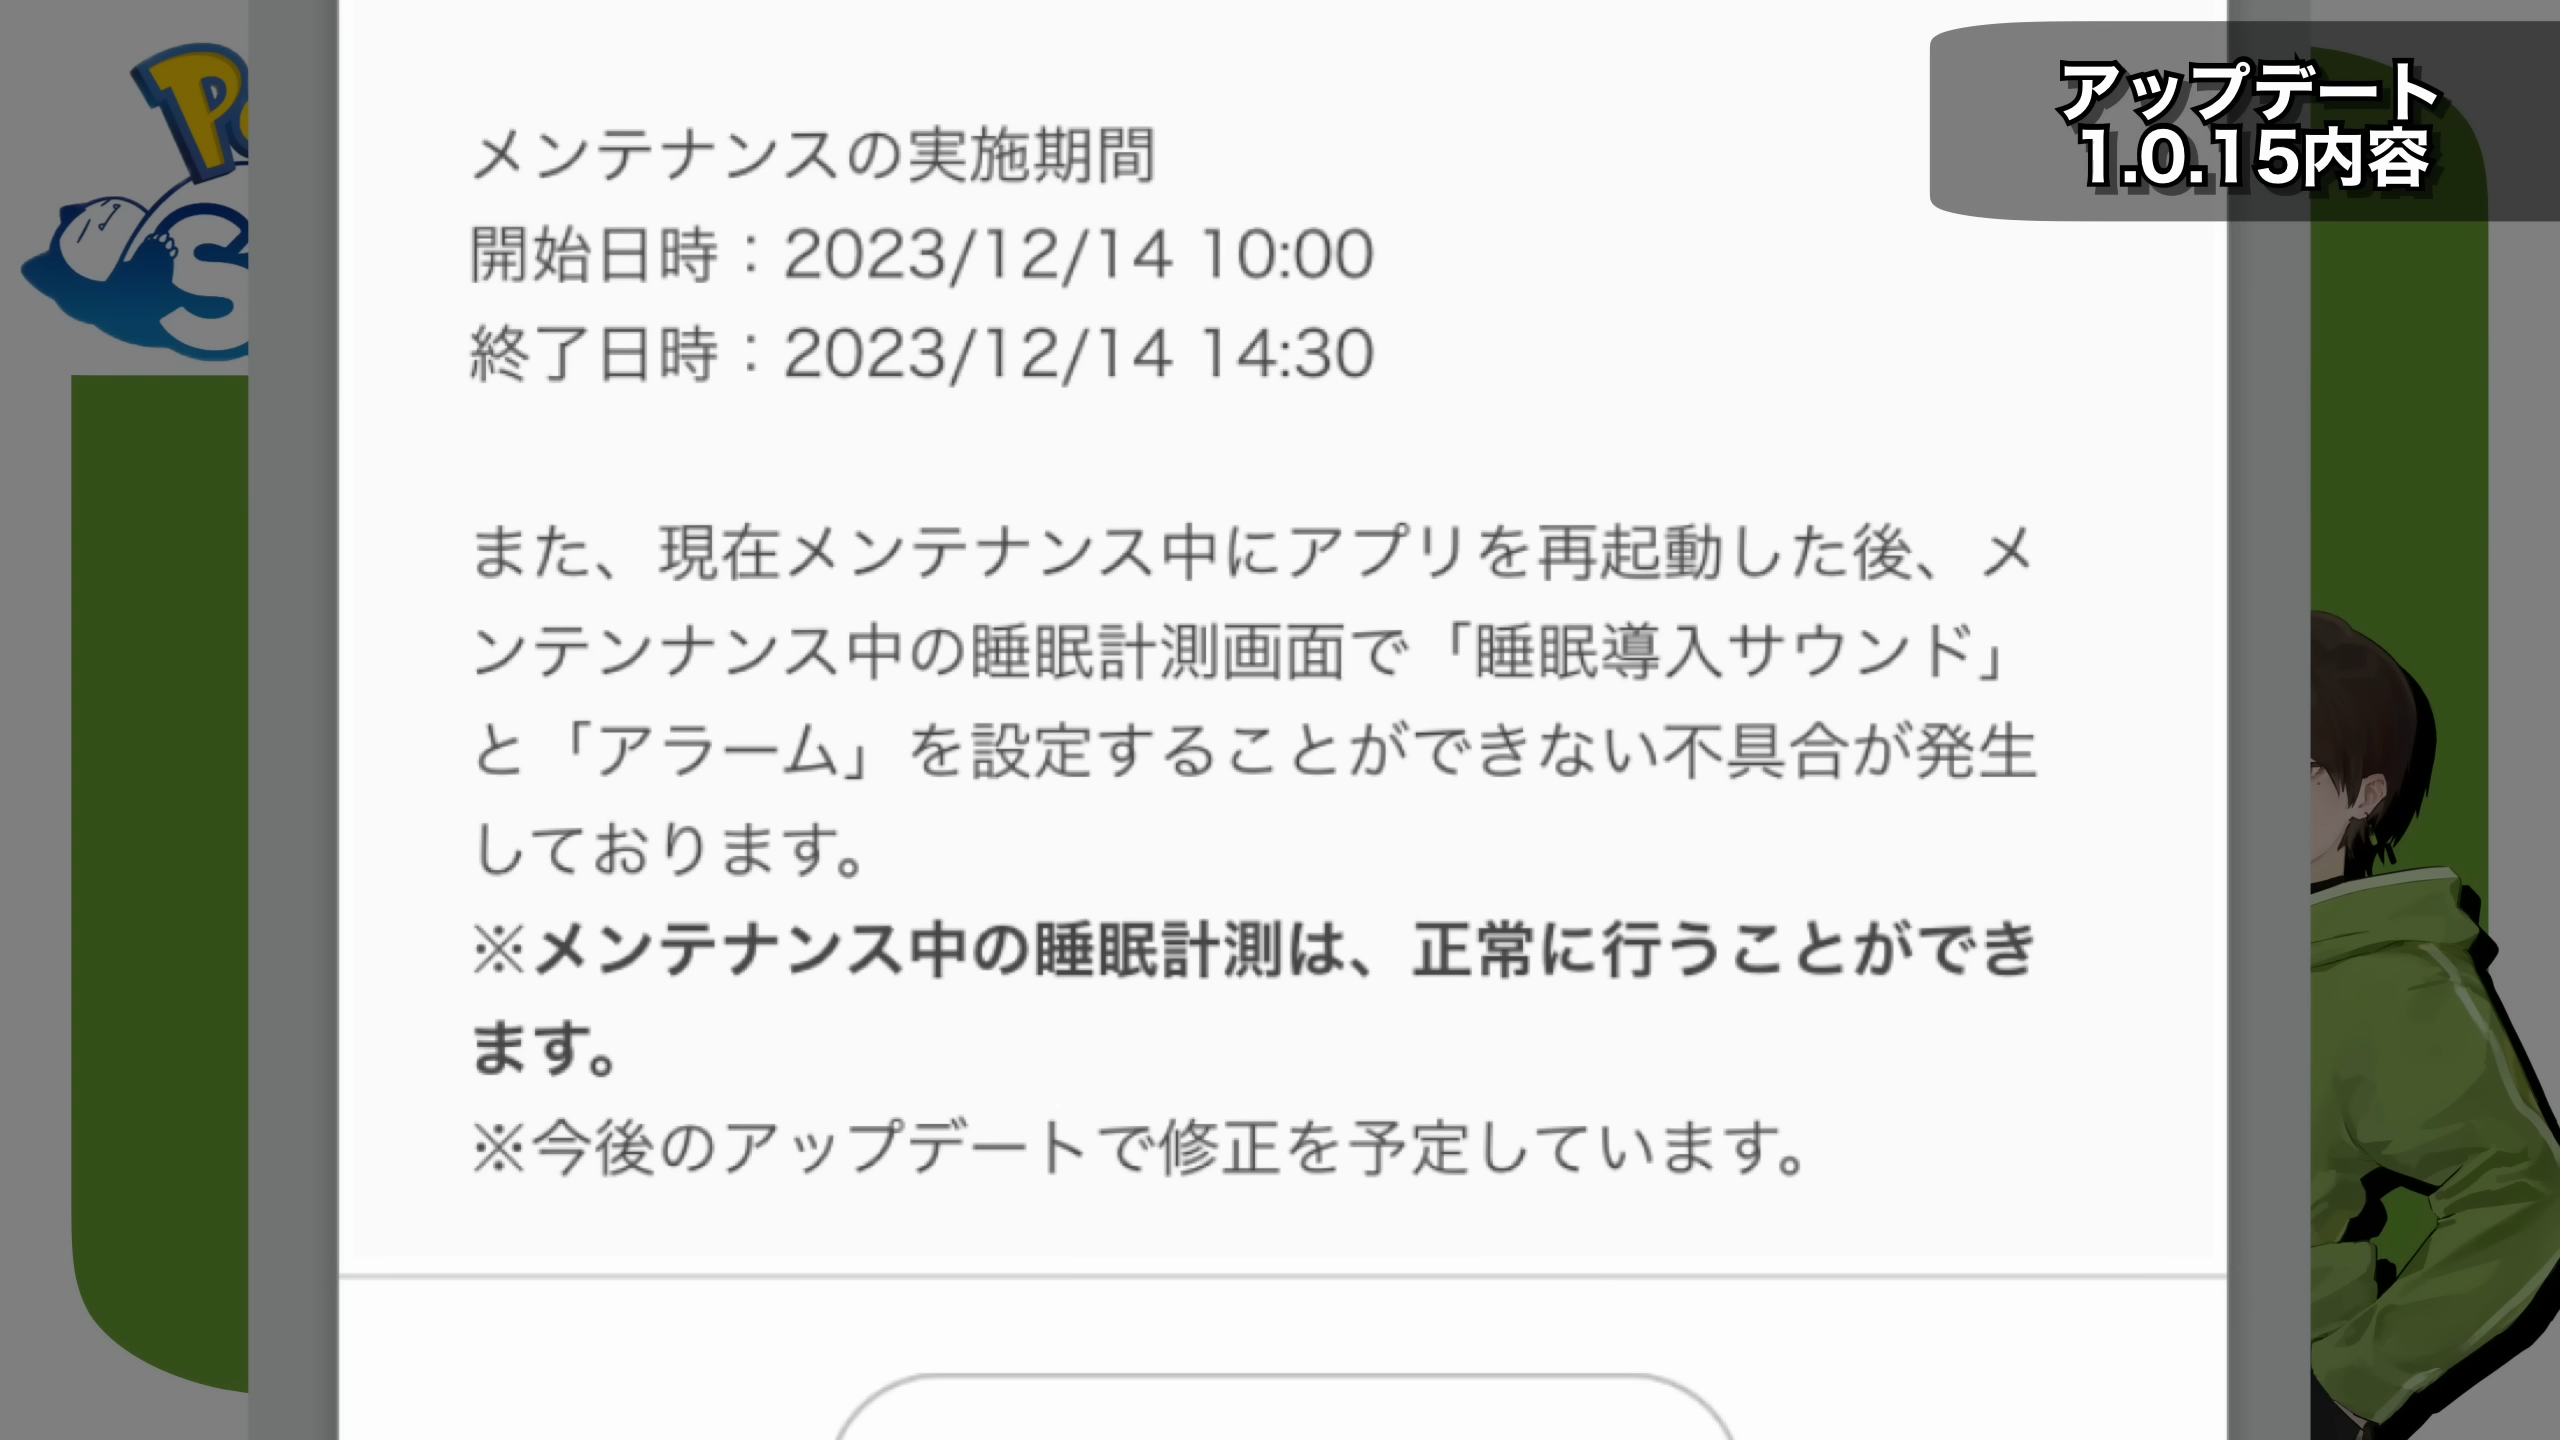 アップデート
1.0.15内容
メンテナンスの実施期間
開始日時：2023/12/14 10:00
終了日時：2023/12/14 14:30
また、現在メンテナンス中にアプリを再起動した後、メ
ンテンナンス中の睡眠計測画面で「睡眠導入サウンド」
と「アラーム」を設定することができない不具合が発生
しております。
※メンテナンス中の睡眠計測は、正常に行うことができ
ます。
※今後のアップデートで修正を予定しています。